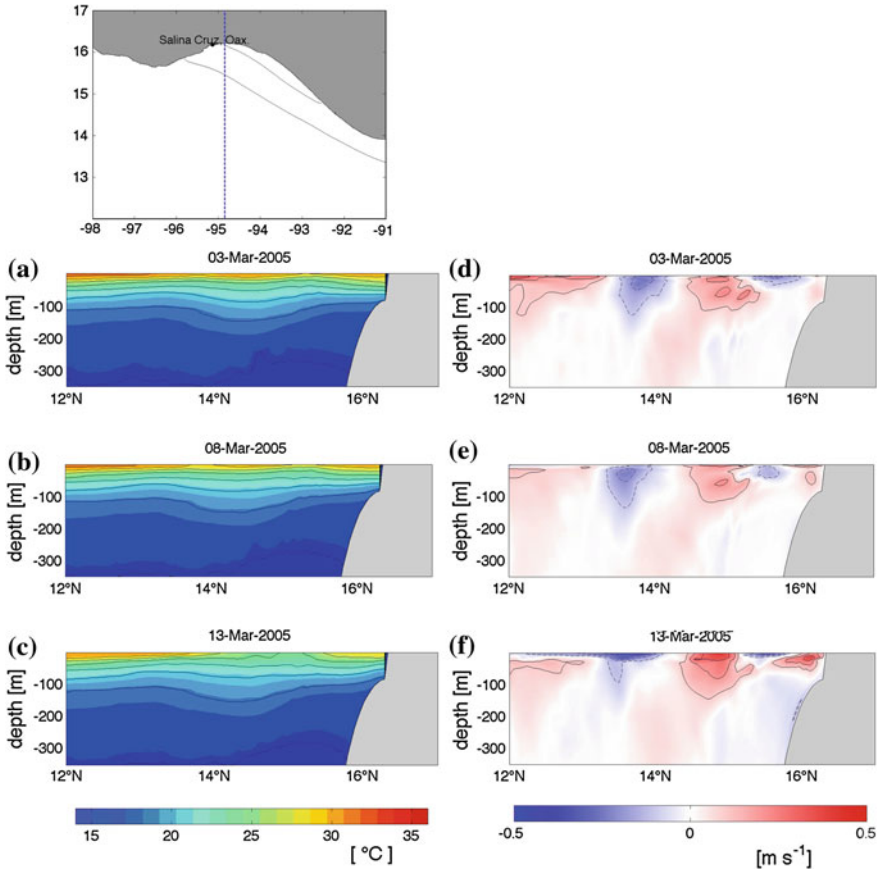 17
16
15
14
13
Salina Cruz, Oax.
-98 -97 -96 -95 -94 -93 -92 -91
(a)
03-Mar-2005
depth [m]
-100
-200
-300
12°N 14°N 16°N
(d)
03-Mar-2005
depth [m]
-100
-200
-300
12°N 14°N 16°N
(b)
08-Mar-2005
depth [m]
-100
-200
-300
12°N 14°N 16°N
(e)
08-Mar-2005
depth [m]
-100
-200
-300
12°N 14°N 16°N
(c)
13-Mar-2005
depth [m]
-100
-200
-300
12°N 14°N 16°N
(f)
13-Mar-2005
depth [m]
-100
-200
-300
12°N 14°N 16°N
15 20 25 30 35
[ °C]
-0.5 0 0.5
[m s⁻¹]